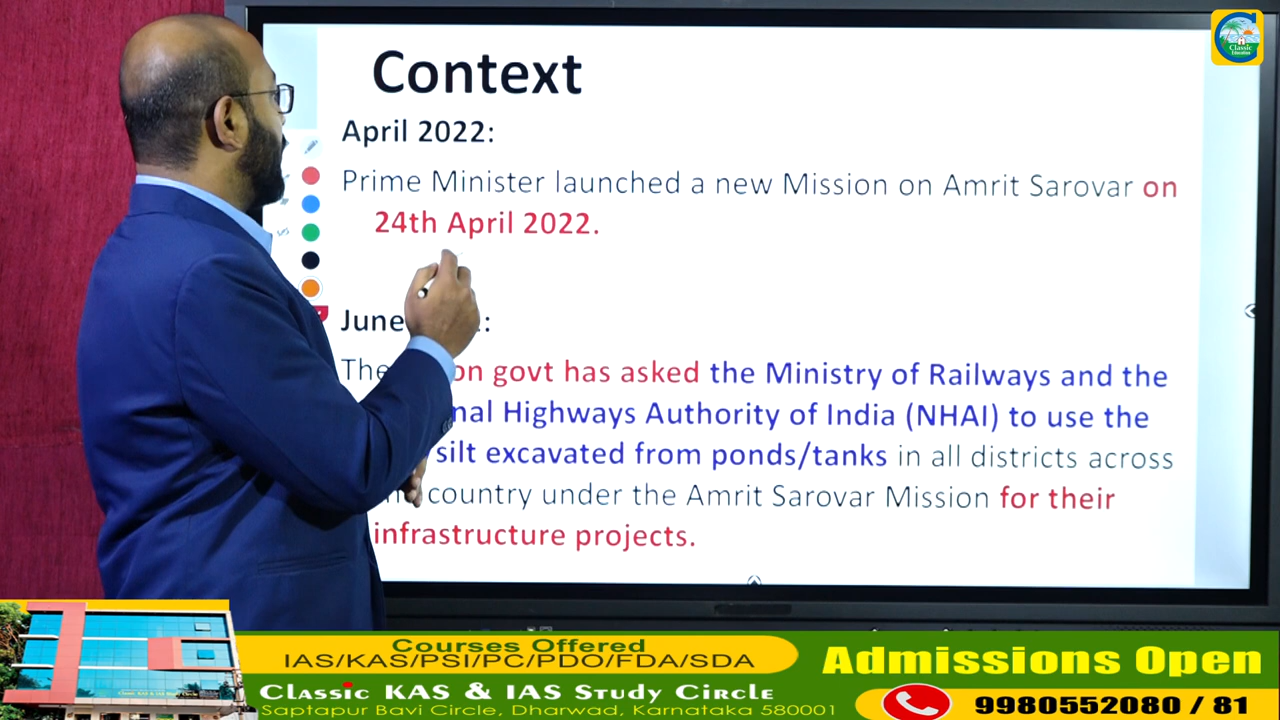 Classic
Education
Context
April 2022:
Prime Minister launched a new Mission on Amrit Sarovar on
24th April 2022.
June :
The on govt has asked the Ministry of Railways and the
nal Highways Authority of India (NHAI) to use the
/silt excavated from ponds/tanks in all districts across
country under the Amrit Sarovar Mission for their
infrastructure projects.
Courses Offered
IAS/KAS/PSI/PC/PDO/FDA/SDA
Classic KAS & IAS Study Circle
Saptapur Bavi Circle, Dharwad, Karnataka 580001
Admissions Open
9980552080 / 81